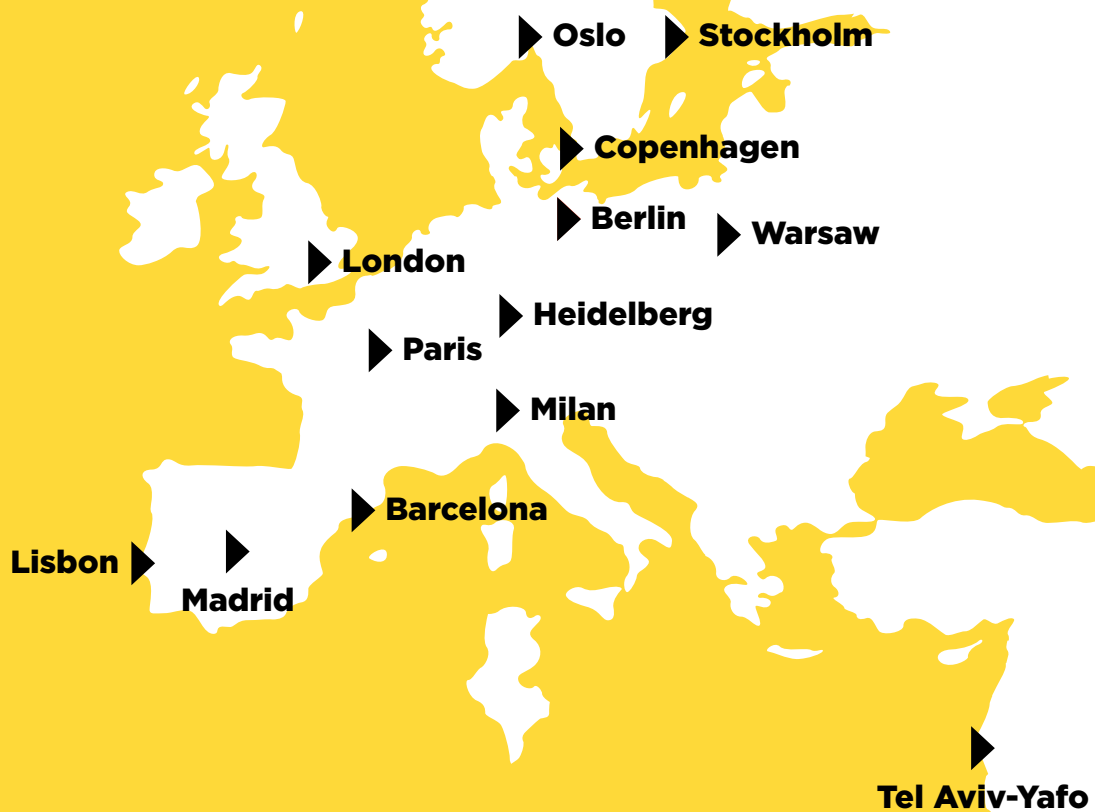 Oslo
Stockholm
Copenhagen
Berlin
Warsaw
London
Heidelberg
Paris
Milan
Barcelona
Lisbon
Madrid
Tel Aviv-Yafo